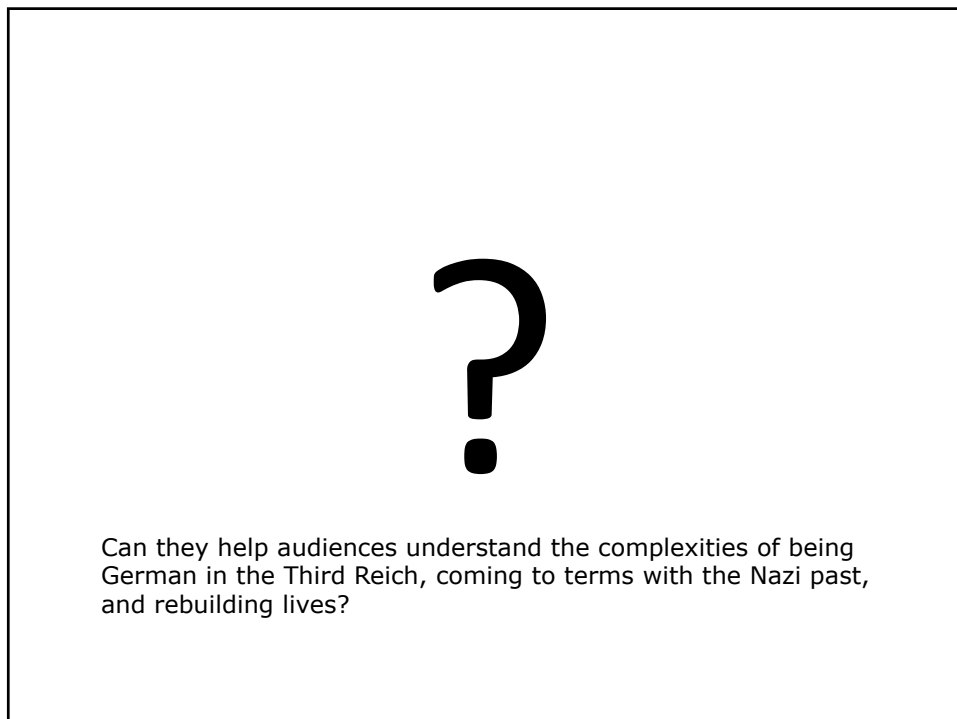 ?
Can they help audiences understand the complexities of being
German in the Third Reich, coming to terms with the Nazi past,
and rebuilding lives?